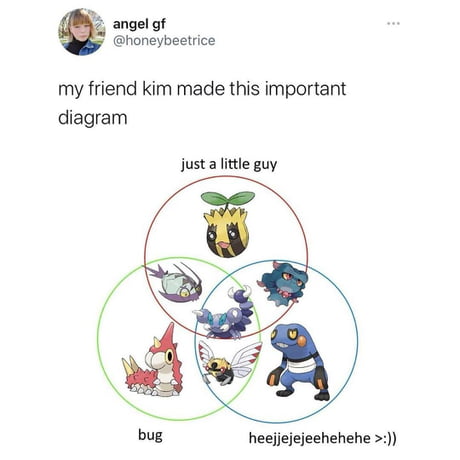 angel gf
@honeybeetrice
my friend kim made this important
diagram
just a little guy
bug
heejjejejeehehehe >:))